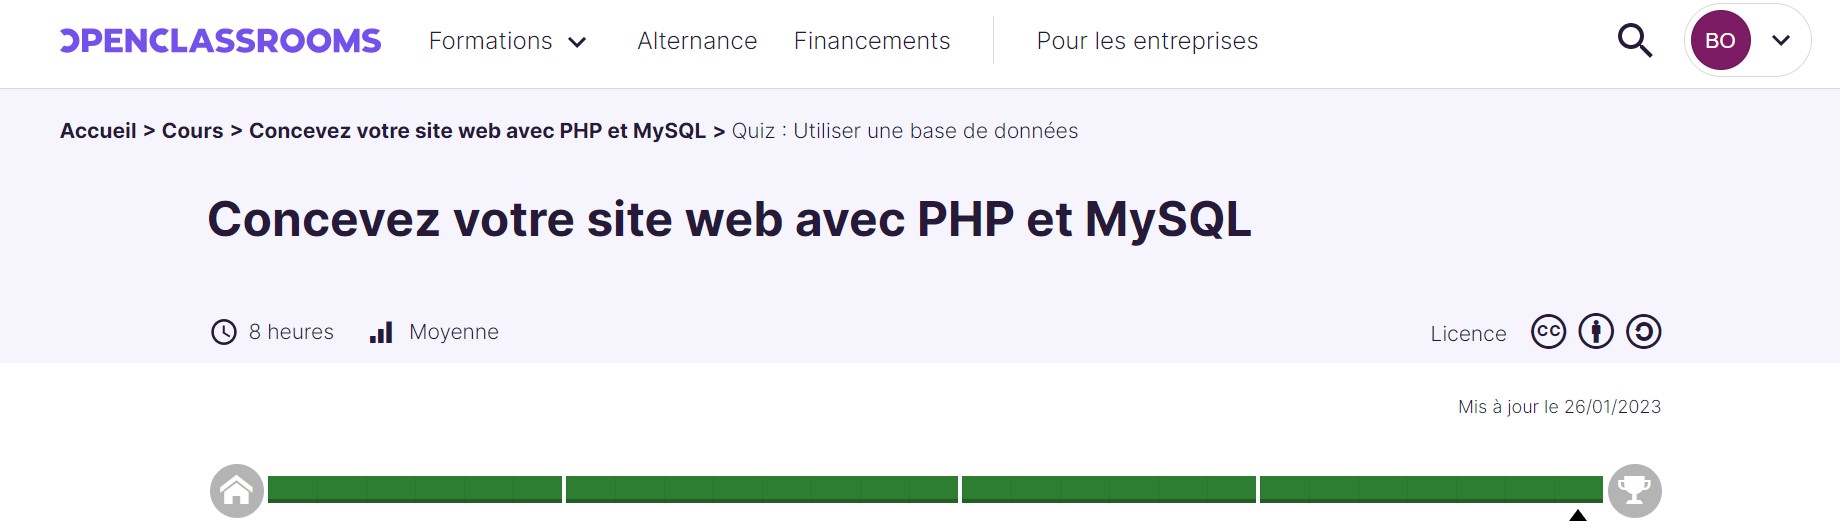 OPENCLASSROOMS Formations Alternance Financements Pour les entreprises BO
Accueil > Cours > Concevez votre site web avec PHP et MySQL > Quiz : Utiliser une base de données
Concevez votre site web avec PHP et MySQL
8 heures Moyenne Licence CC
Mis à jour le 26/01/2023